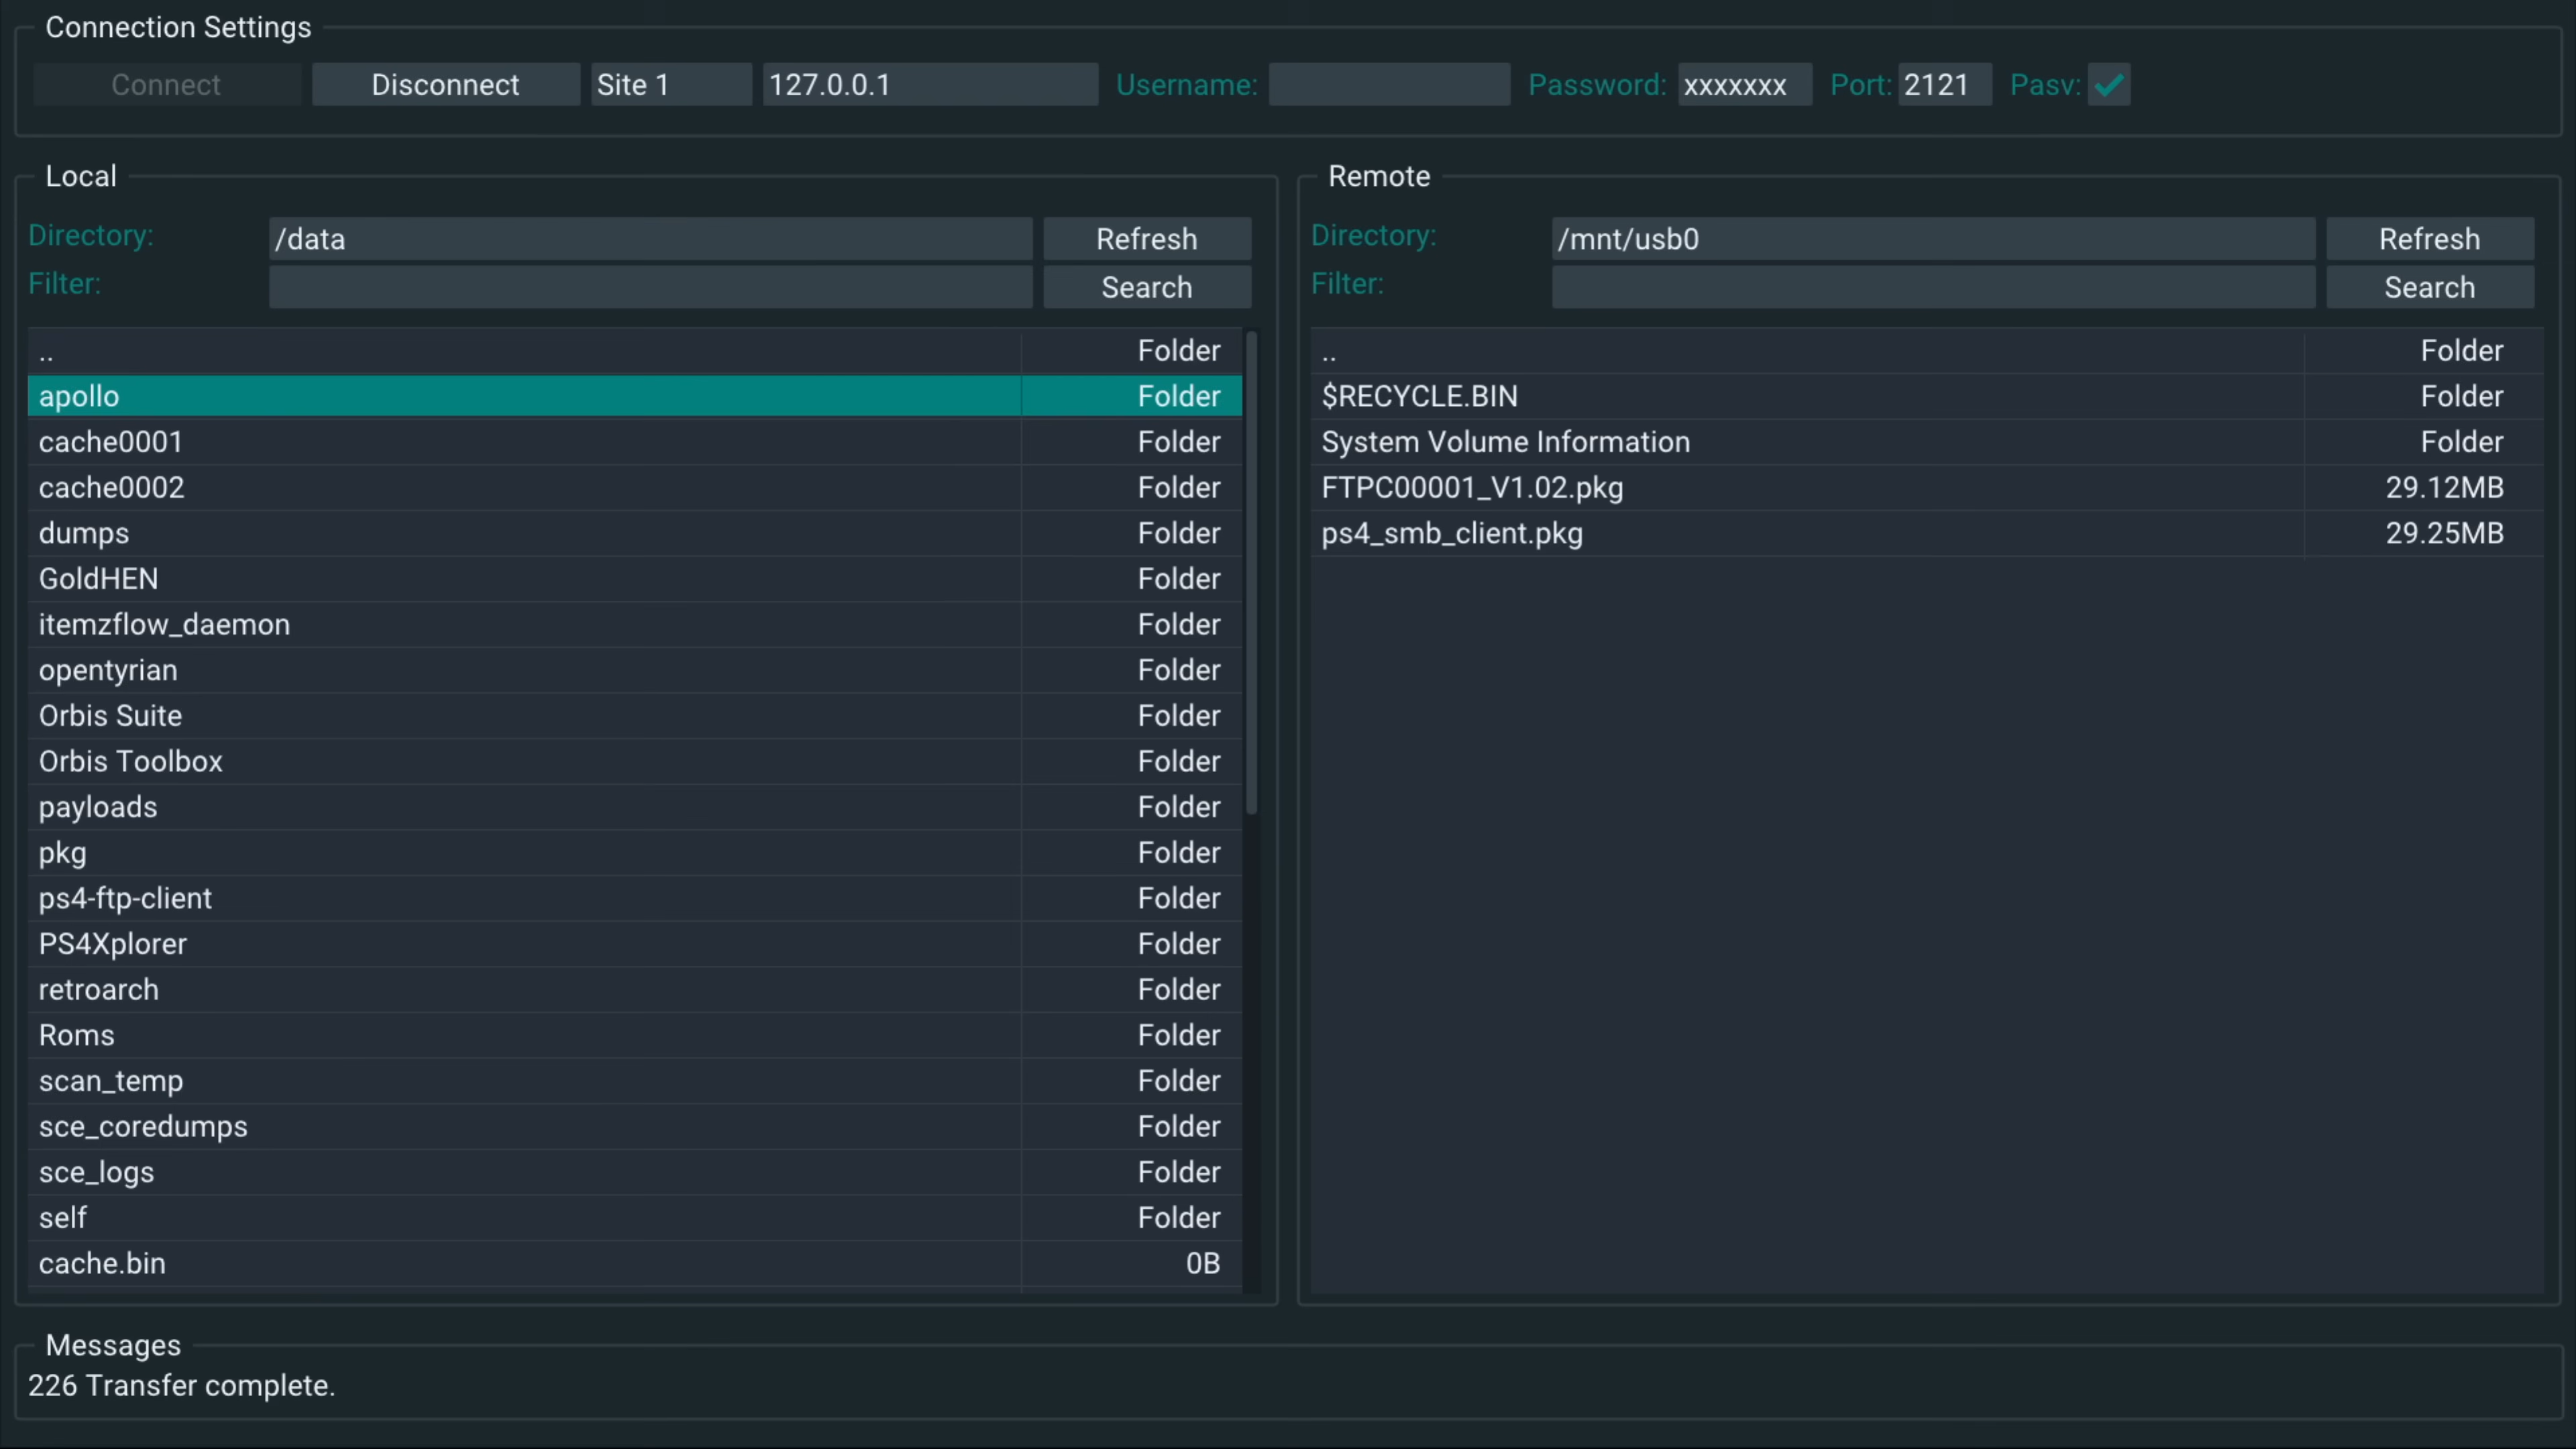 Connection Settings
Connect Disconnect Site 1 127.0.0.1 Username: Password: xxxxxxx Port: 2121 Pasv:
Local
Directory: /data Refresh
Filter: Search
.. Folder
apollo Folder
cache0001 Folder
cache0002 Folder
dumps Folder
GoldHEN Folder
itemzflow_daemon Folder
opentyrian Folder
Orbis Suite Folder
Orbis Toolbox Folder
payloads Folder
pkg Folder
ps4-ftp-client Folder
PS4Xplorer Folder
retroarch Folder
Roms Folder
scan_temp Folder
sce_coredumps Folder
sce_logs Folder
self Folder
cache.bin 0B
Remote
Directory: /mnt/usb0 Refresh
Filter: Search
.. Folder
$RECYCLE.BIN Folder
System Volume Information Folder
FTPC00001_V1.02.pkg 29.12MB
ps4_smb_client.pkg 29.25MB
Messages
226 Transfer complete.